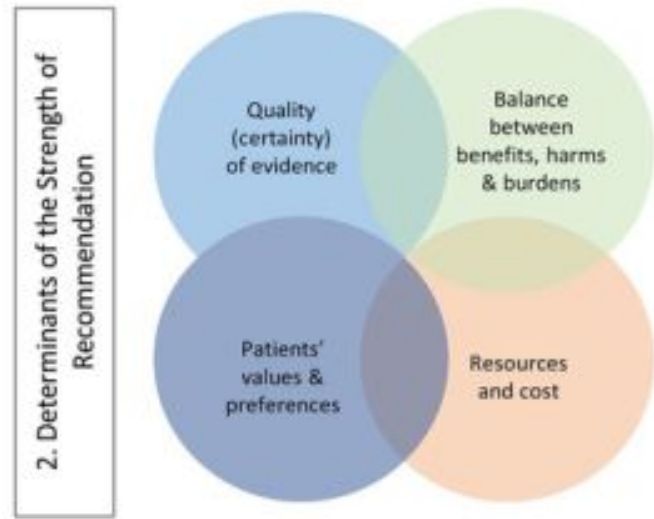 2. Determinants of the Strength of
Recommendation
Quality
(certainty)
of evidence
Balance
between
benefits, harms
& burdens
Patients'
values &
preferences
Resources
and cost